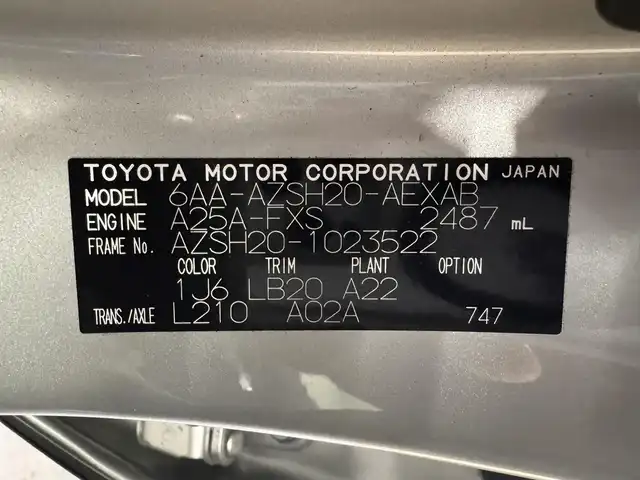 TOYOTA MOTOR CORPORATION JAPAN
MODEL 6AA-AZSH20-AEXAB
ENGINE A25A-FXS 2487 mL
FRAME No. AZSH20-1023522
COLOR TRIM PLANT OPTION
1J6 LB20 A22
TRANS./AXLE L210 A02A 747